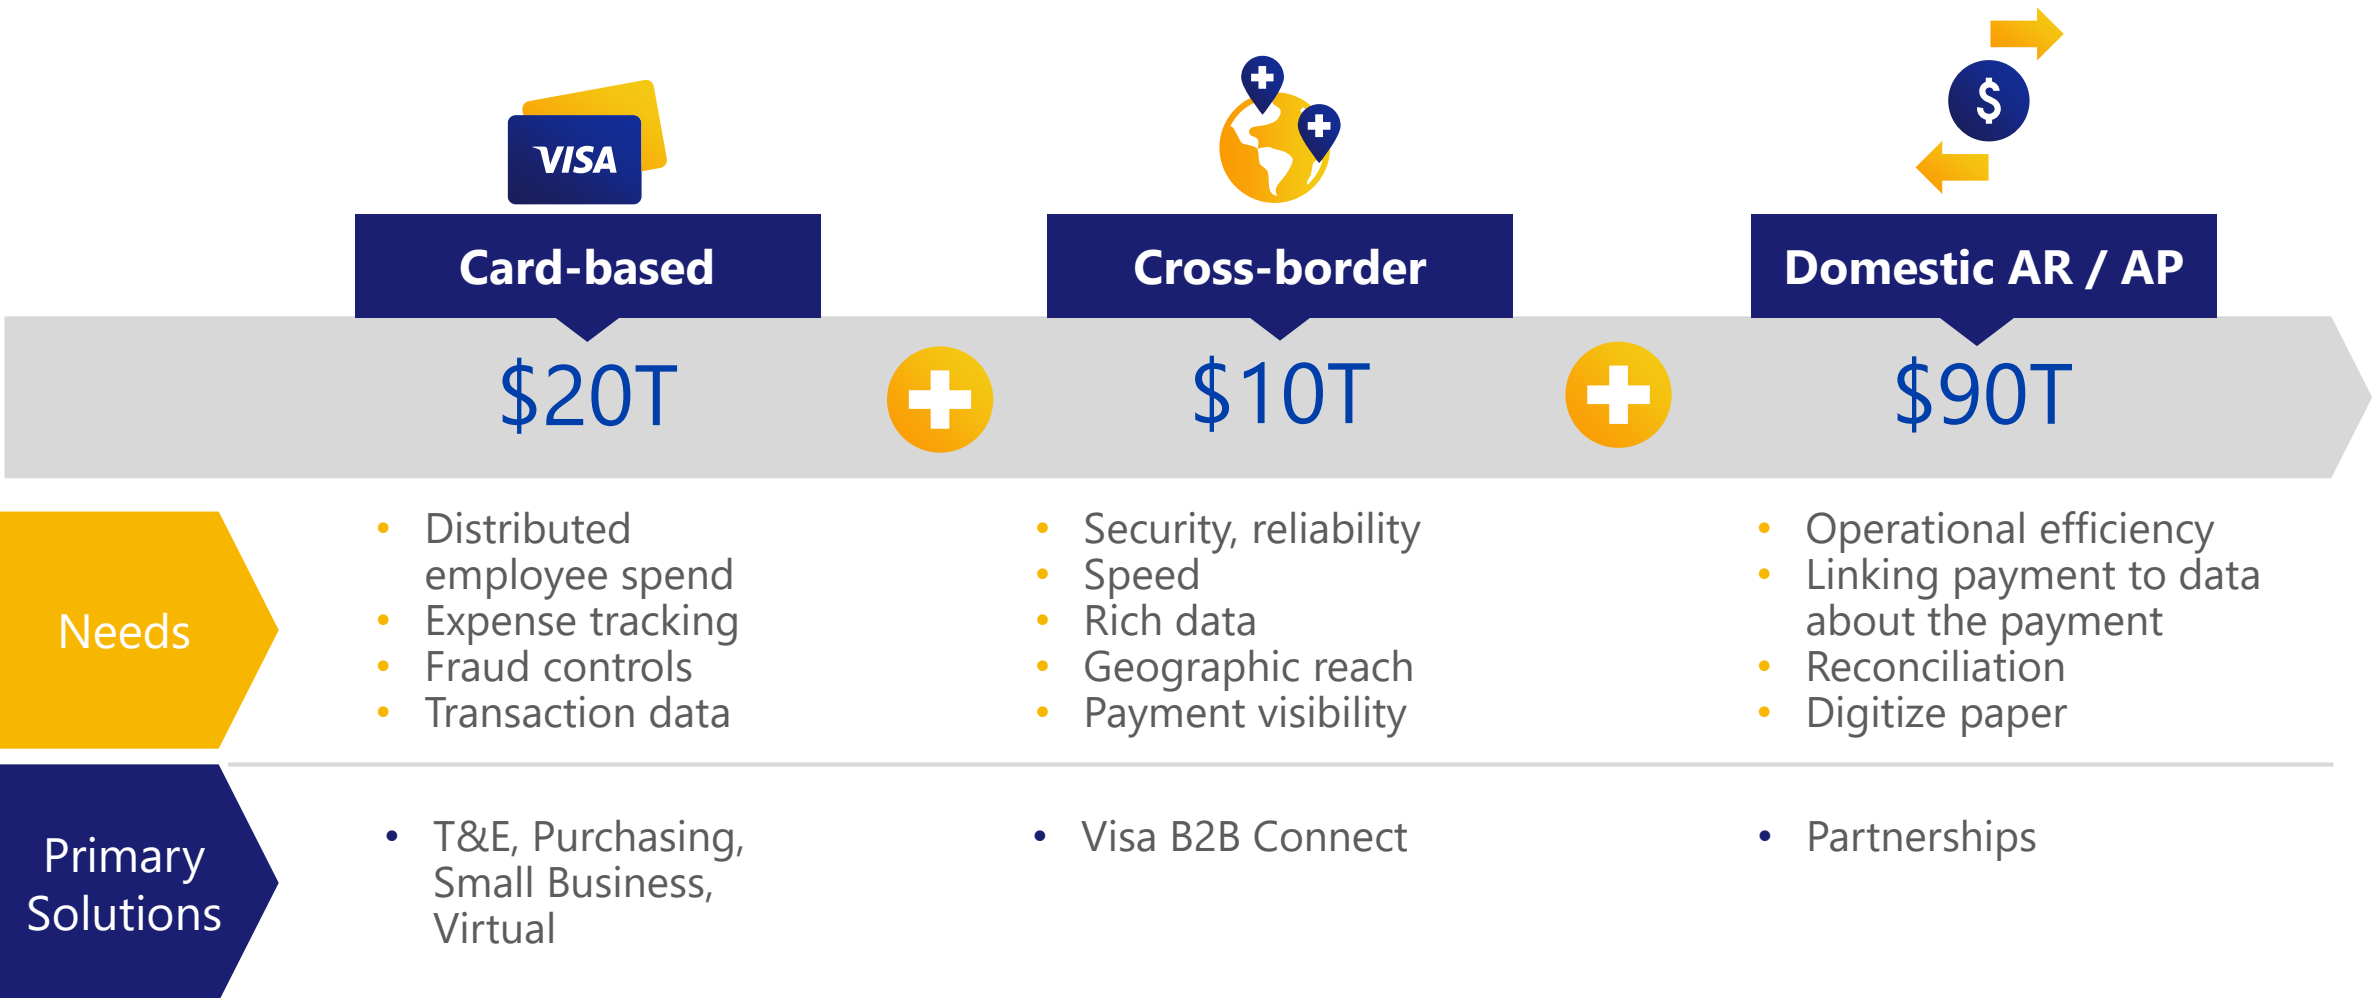 VISA
$
Card-based
Cross-border
Domestic AR / AP
$20T
$10T
$90T
Needs
• Distributed
employee spend
• Expense tracking
• Fraud controls
• Transaction data
• Security, reliability
• Speed
• Rich data
• Geographic reach
• Payment visibility
• Operational efficiency
• Linking payment to data
about the payment
• Reconciliation
• Digitize paper
Primary
Solutions
• T&E, Purchasing,
Small Business,
Virtual
• Visa B2B Connect
• Partnerships